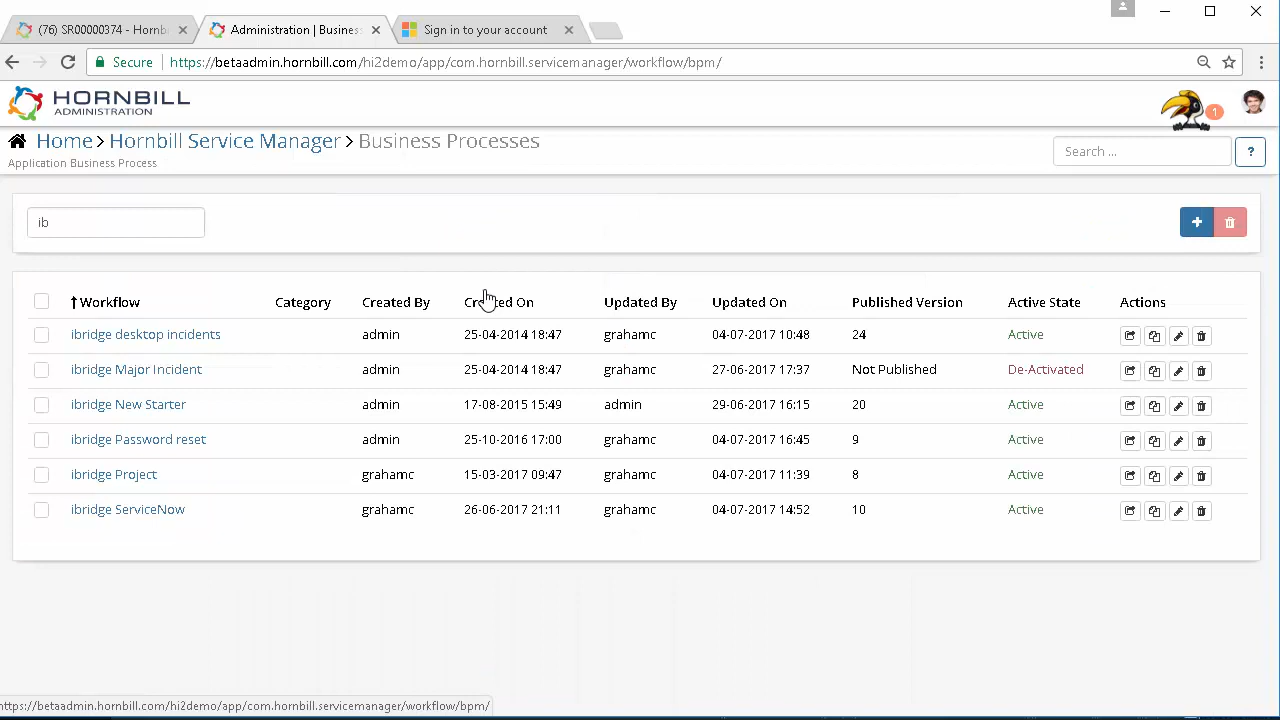 (76) SR00000374 - Hornbi
Administration | Busines
Sign in to your account
Secure
https://betaadmin.hornbill.com/hi2demo/app/com.hornbill.servicemanager/workflow/bpm/
HORNBILL
ADMINISTRATION
1
Home > Hornbill Service Manager > Business Processes
Application Business Process
Search ...
?
ib
Workflow Category Created By Created On Updated By Updated On Published Version Active State Actions
ibridge desktop incidents admin 25-04-2014 18:47 grahamc 04-07-2017 10:48 24 Active
ibridge Major Incident admin 25-04-2014 18:47 grahamc 27-06-2017 17:37 Not Published De-Activated
ibridge New Starter admin 17-08-2015 15:49 admin 29-06-2017 16:15 20 Active
ibridge Password reset admin 25-10-2016 17:00 grahamc 04-07-2017 16:45 9 Active
ibridge Project grahamc 15-03-2017 09:47 grahamc 04-07-2017 11:39 8 Active
ibridge ServiceNow grahamc 26-06-2017 21:11 grahamc 04-07-2017 14:52 10 Active
https://betaadmin.hornbill.com/hi2demo/app/com.hornbill.servicemanager/workflow/bpm/